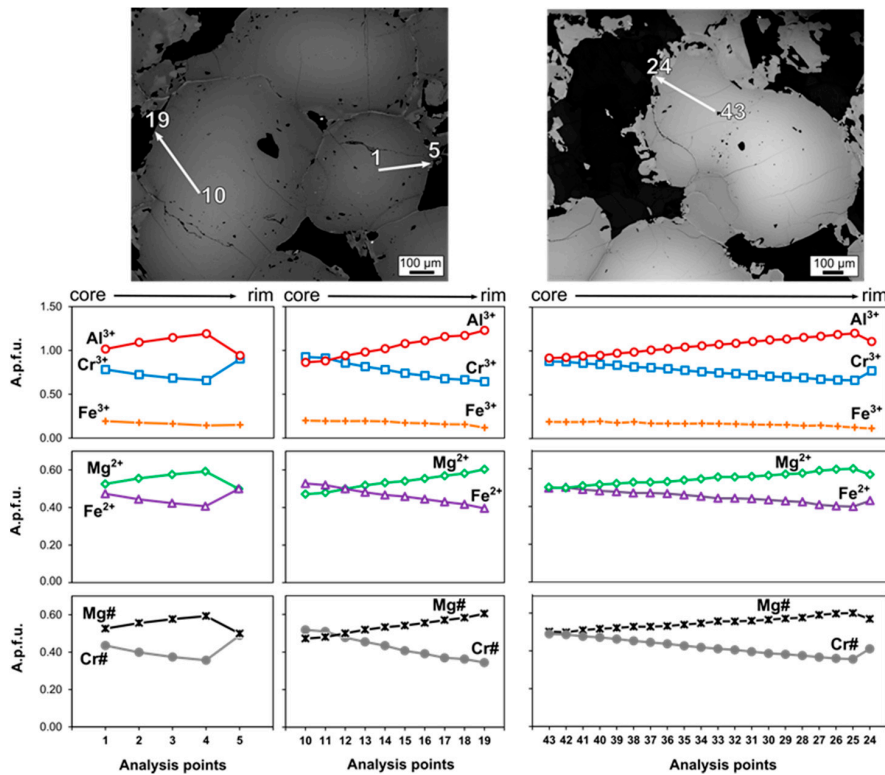 19
10
1
5
100 µm
24
43
100 µm
core rim core rim core rim
A.p.f.u.
1.50
1.00
0.50
0.00
Al3+
Cr3+
Fe3+
Al3+
Cr3+
Fe3+
Al3+
Cr3+
Fe3+
A.p.f.u.
0.60
0.40
0.20
0.00
Mg2+
Fe2+
Mg2+
Fe2+
Mg2+
Fe2+
A.p.f.u.
0.60
0.40
0.20
0.00
Mg#
Cr#
Mg#
Cr#
Mg#
Cr#
1 2 3 4 5
10 11 12 13 14 15 16 17 18 19
43 42 41 40 39 38 37 36 35 34 33 32 31 30 29 28 27 26 25 24
Analysis points Analysis points Analysis points